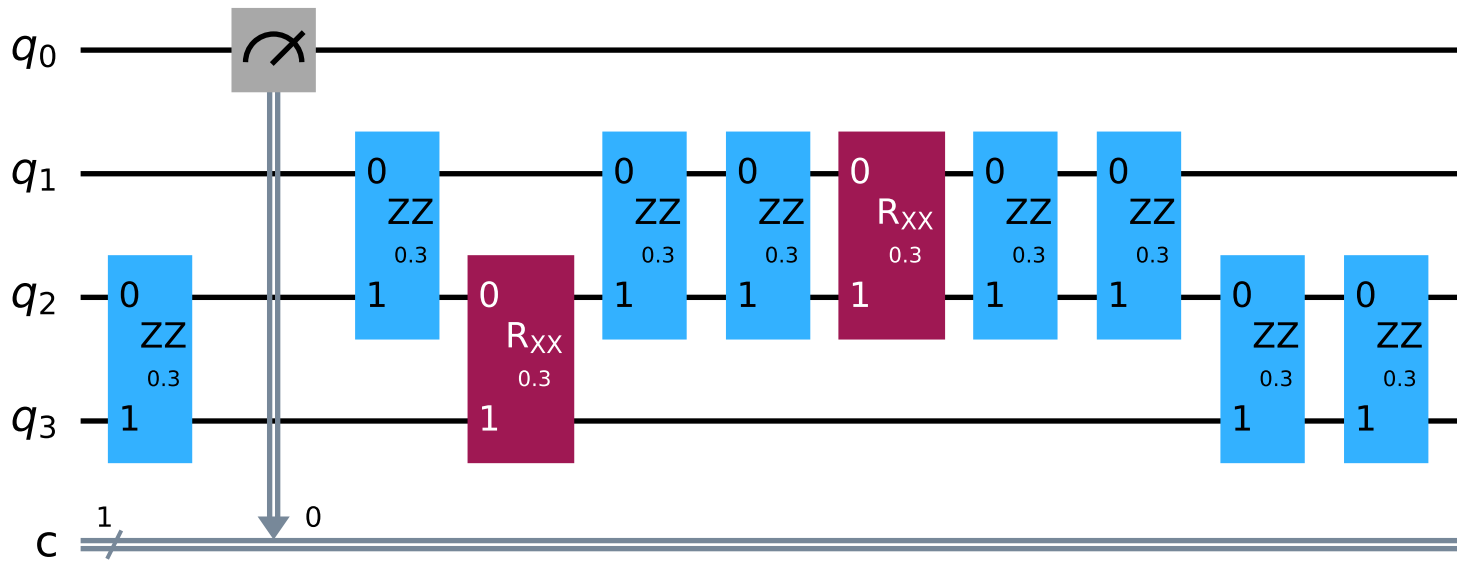 q0
0 0 0 0 0 0
q1
ZZ ZZ ZZ RXX ZZ ZZ
0.3 0.3 0.3 0.3 0.3 0.3
0 1 0 1 1 1 1 1 0 0
q2
ZZ RXX ZZ ZZ
0.3 0.3 0.3 0.3
1 1 1 1
q3
1 0
c